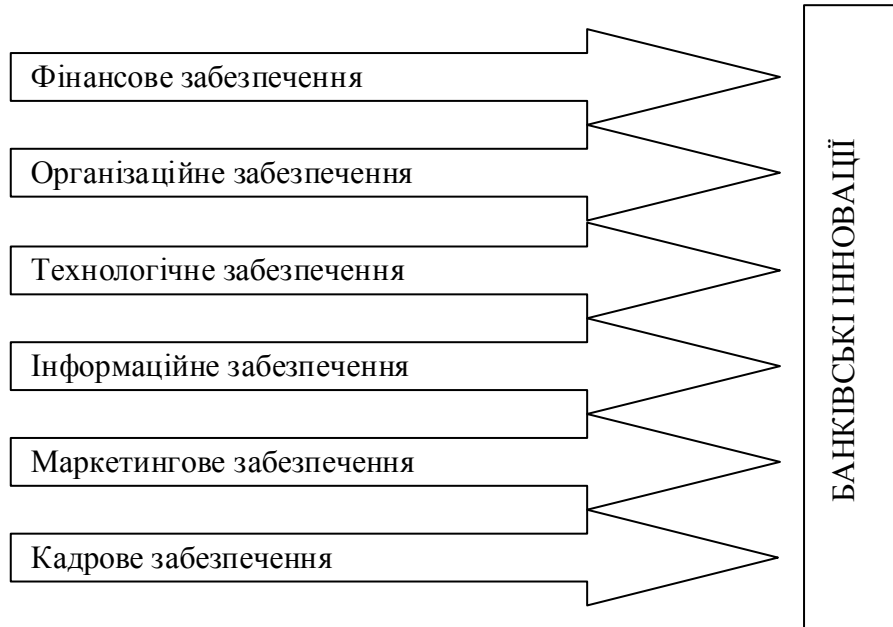 Фінансове забезпечення
Організаційне забезпечення
Технологічне забезпечення
Інформаційне забезпечення
Маркетингове забезпечення
Кадрове забезпечення
БАНКІВСЬКІ ІННОВАЦІЇ